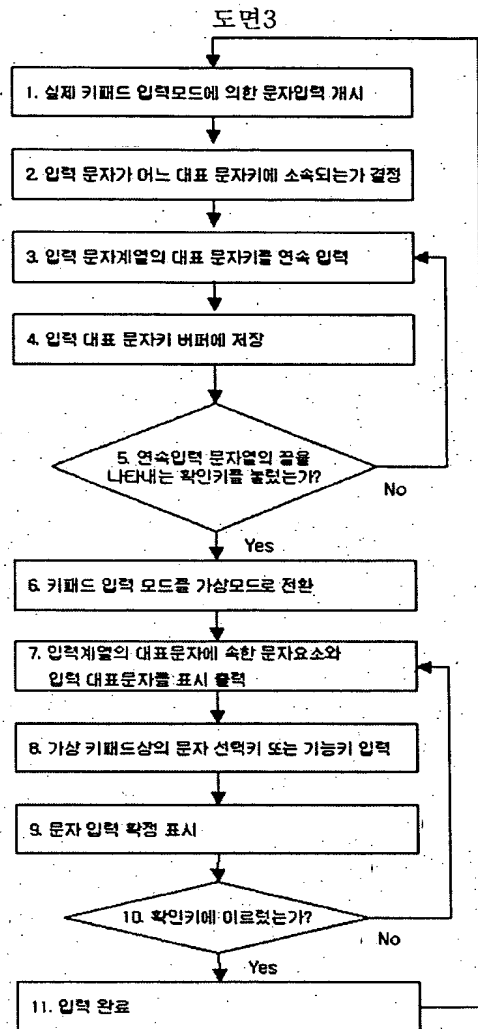 도면3
1. 실제 키패드 입력모드에 의한 문자입력 개시
2. 입력 문자가 어느 대표 문자키에 소속되는가 결정
3. 입력 문자계열의 대표 문자키를 연속 입력
4. 입력 대표 문자키 버퍼에 저장
5. 연속입력 문자열의 끝을
나타내는 확인키를 눌렀는가?
No
Yes
6. 키패드 입력 모드를 가상모드로 전환
7. 입력계열의 대표문자에 속한 문자요소와
입력 대표문자를 표시 출력
8. 가상 키패드상의 문자 선택키 또는 기능키 입력
9. 문자 입력 확정 표시
10. 확인키에 이르렀는가?
No
Yes
11. 입력 완료